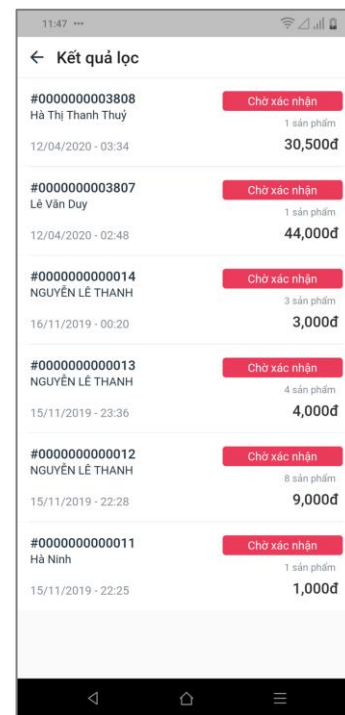 11:47 •••
← Kết quả lọc
#0000000003808 Chờ xác nhận
Hà Thị Thanh Thuỷ
1 sản phẩm
12/04/2020 - 03:34 30,500đ
#0000000003807 Chờ xác nhận
Lê Văn Duy
1 sản phẩm
12/04/2020 - 02:48 44,000đ
#0000000000014 Chờ xác nhận
NGUYỄN LÊ THANH
3 sản phẩm
16/11/2019 - 00:20 3,000đ
#0000000000013 Chờ xác nhận
NGUYỄN LÊ THANH
4 sản phẩm
15/11/2019 - 23:36 4,000đ
#0000000000012 Chờ xác nhận
NGUYỄN LÊ THANH
8 sản phẩm
15/11/2019 - 22:28 9,000đ
#0000000000011 Chờ xác nhận
Hà Ninh
1 sản phẩm
15/11/2019 - 22:25 1,000đ